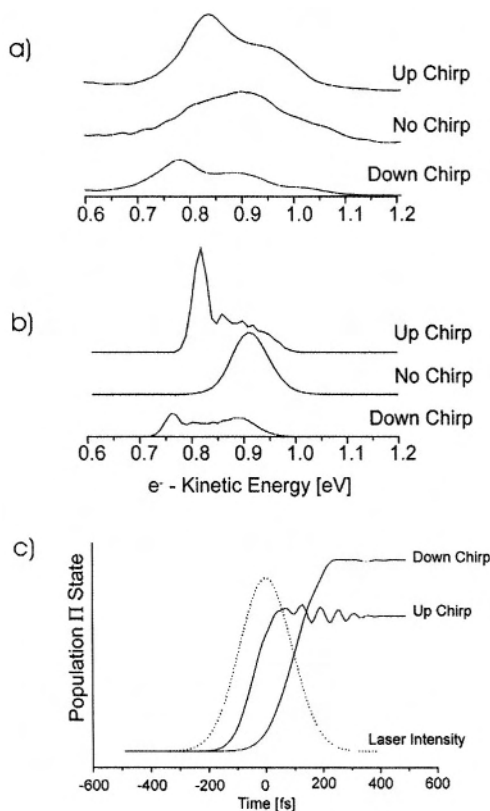 a)
Up Chirp
No Chirp
Down Chirp
0.6 0.7 0.8 0.9 1.0 1.1 1.2
b)
Up Chirp
No Chirp
Down Chirp
0.6 0.7 0.8 0.9 1.0 1.1 1.2
e⁻ - Kinetic Energy [eV]
c)
Population Π State
Down Chirp
Up Chirp
Laser Intensity
-600 -400 -200 0 200 400 600
Time [fs]